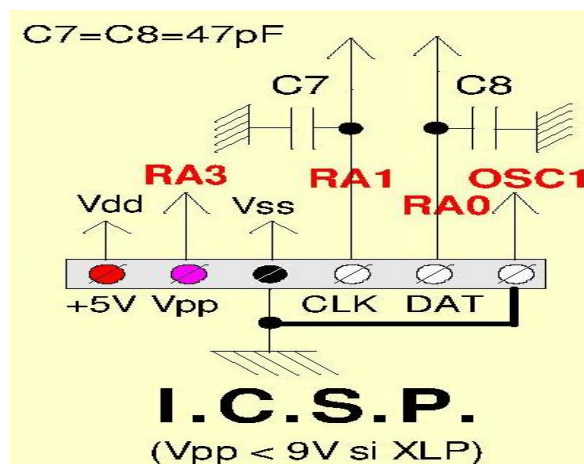 C7=C8=47pF
C7 C8
RA3 RA1 OSC1
Vdd Vss RA0
+5V Vpp CLK DAT
I.C.S.P.
(Vpp < 9V si XLP)